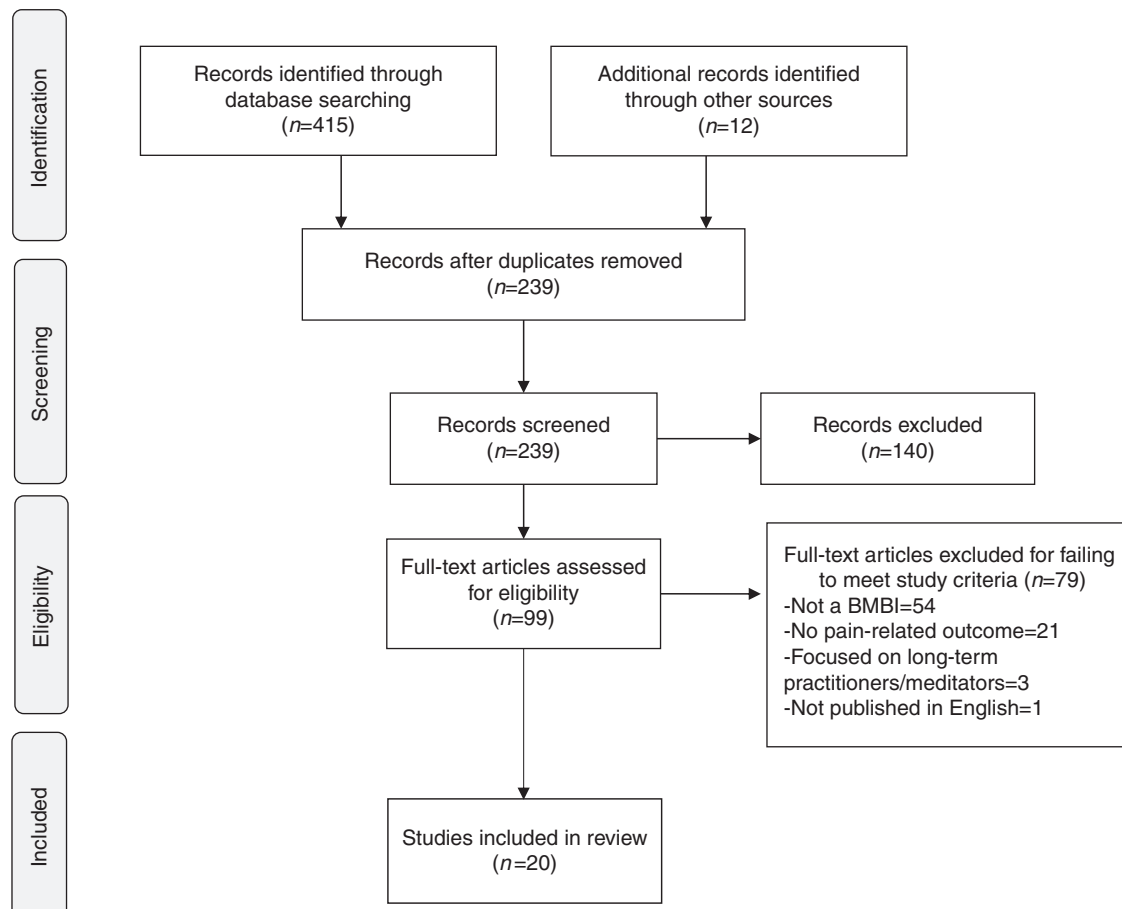 Identification
Records identified through
database searching
(n=415)
Additional records identified
through other sources
(n=12)
Records after duplicates removed
(n=239)
Screening
Records screened
(n=239)
Records excluded
(n=140)
Eligibility
Full-text articles assessed
for eligibility
(n=99)
Full-text articles excluded for failing
to meet study criteria (n=79)
-Not a BMBI=54
-No pain-related outcome=21
-Focused on long-term
practitioners/meditators=3
-Not published in English=1
Included
Studies included in review
(n=20)